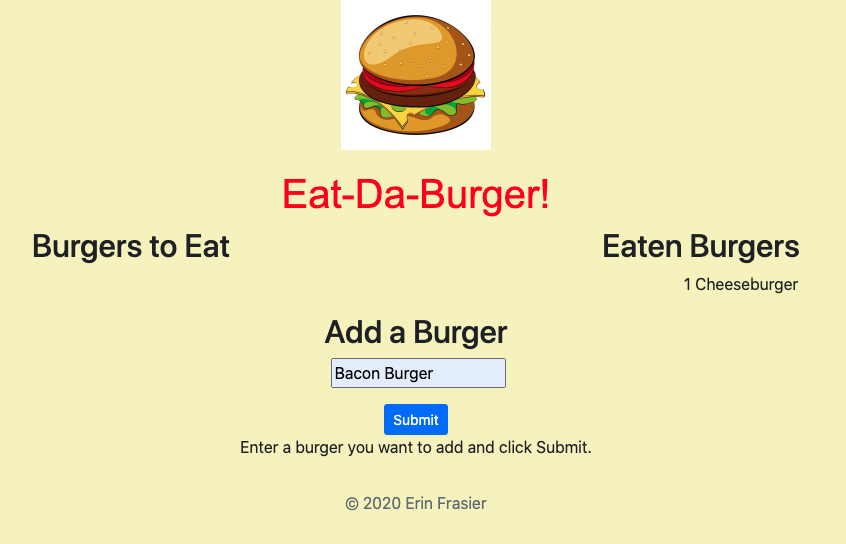 Eat-Da-Burger!
Burgers to Eat
Eaten Burgers
1 Cheeseburger
Add a Burger
Bacon Burger
Submit
Enter a burger you want to add and click Submit.
© 2020 Erin Frasier